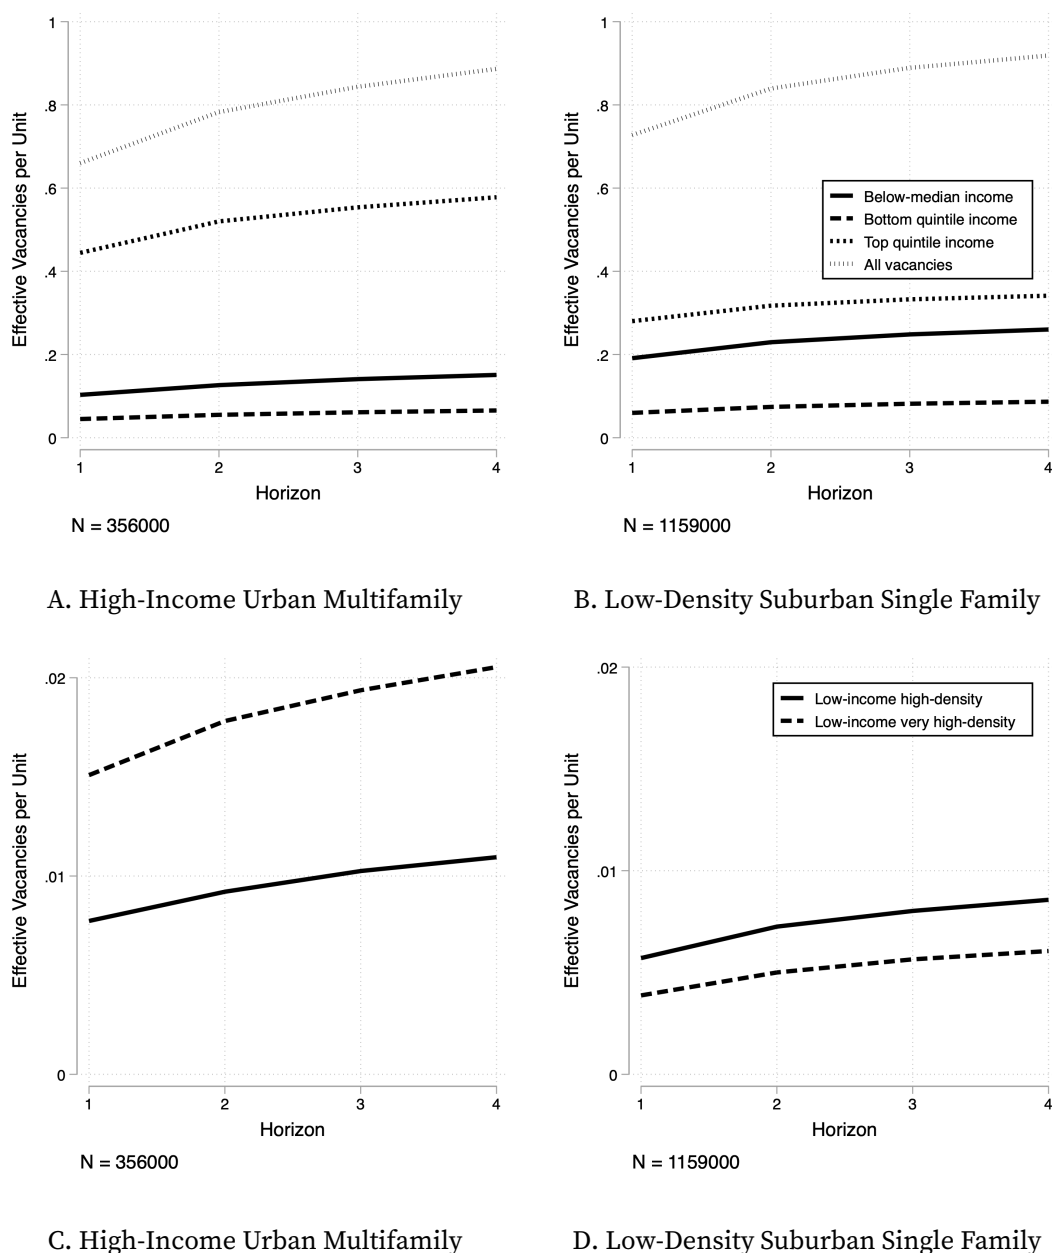 1
.8
.6
.4
.2
0
Effective Vacancies per Unit
1 2 3 4
Horizon
N = 356000
A. High-Income Urban Multifamily
1
.8
.6
.4
.2
0
Effective Vacancies per Unit
Below-median income
Bottom quintile income
Top quintile income
All vacancies
1 2 3 4
Horizon
N = 1159000
B. Low-Density Suburban Single Family
.02
.01
0
Effective Vacancies per Unit
1 2 3 4
Horizon
N = 356000
C. High-Income Urban Multifamily
.02
.01
0
Effective Vacancies per Unit
Low-income high-density
Low-income very high-density
1 2 3 4
Horizon
N = 1159000
D. Low-Density Suburban Single Family